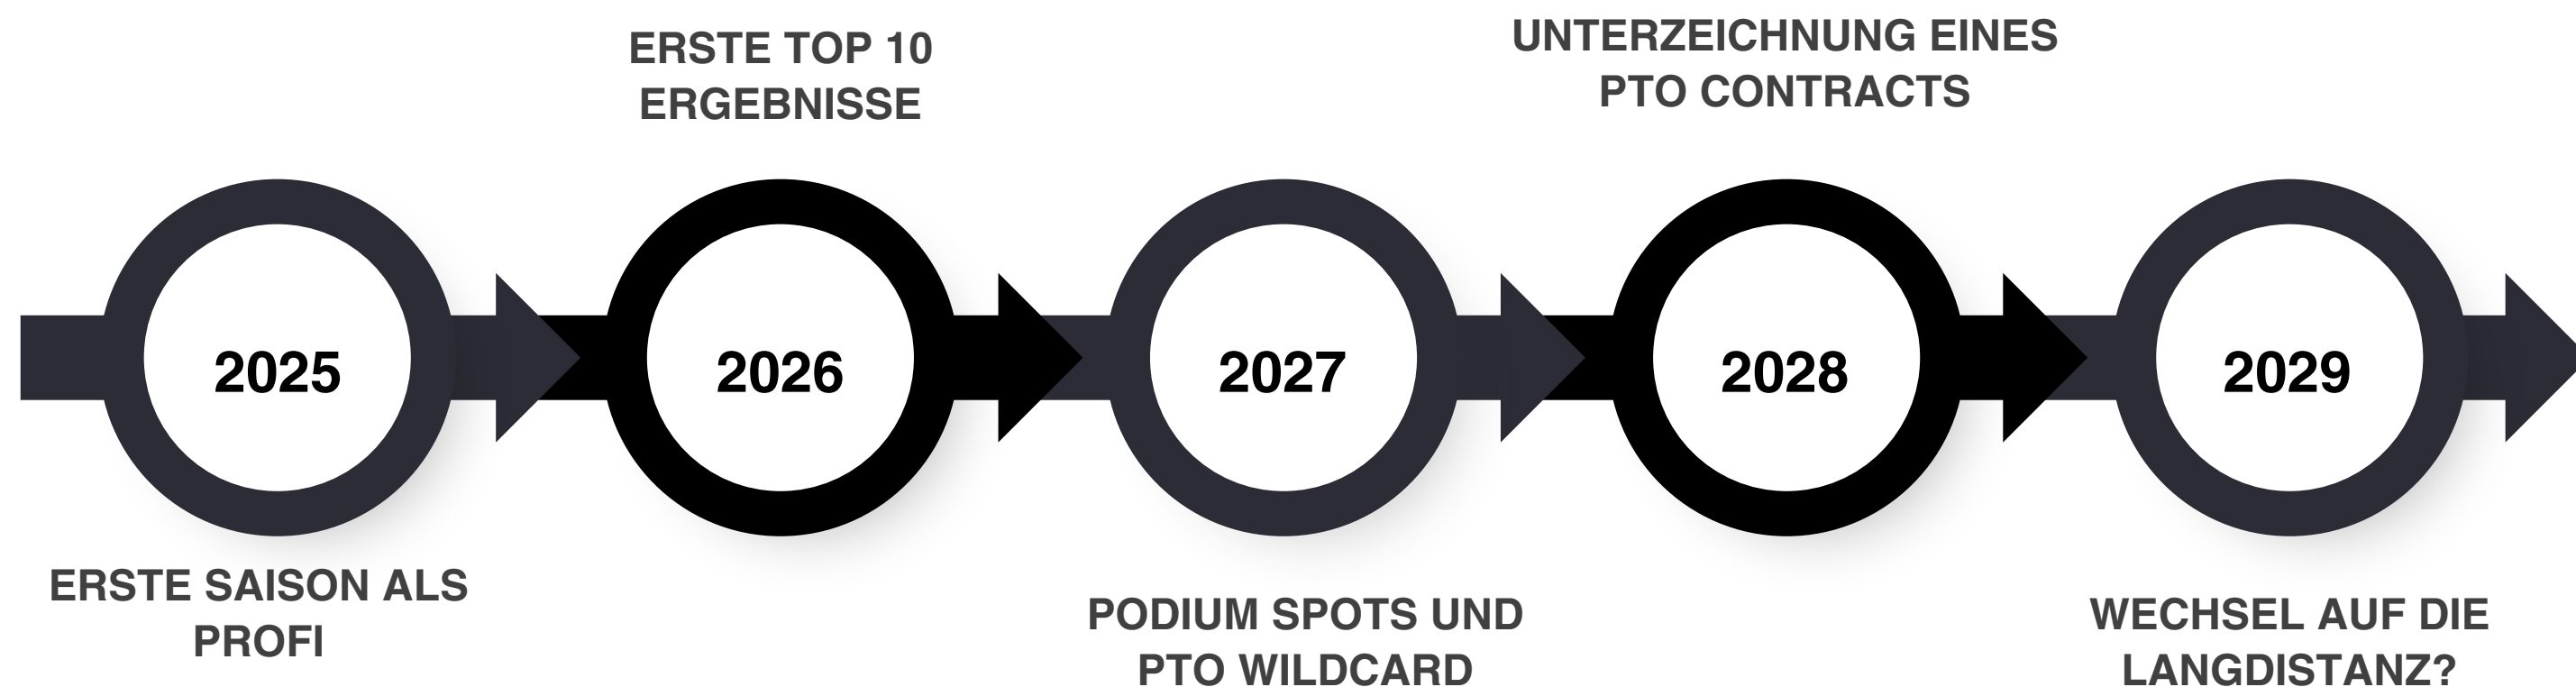 ERSTE TOP 10
ERGEBNISSE
UNTERZEICHNUNG EINES
PTO CONTRACTS
2025
2026
2027
2028
2029
ERSTE SAISON ALS
PROFI
PODIUM SPOTS UND
PTO WILDCARD
WECHSEL AUF DIE
LANGDISTANZ?